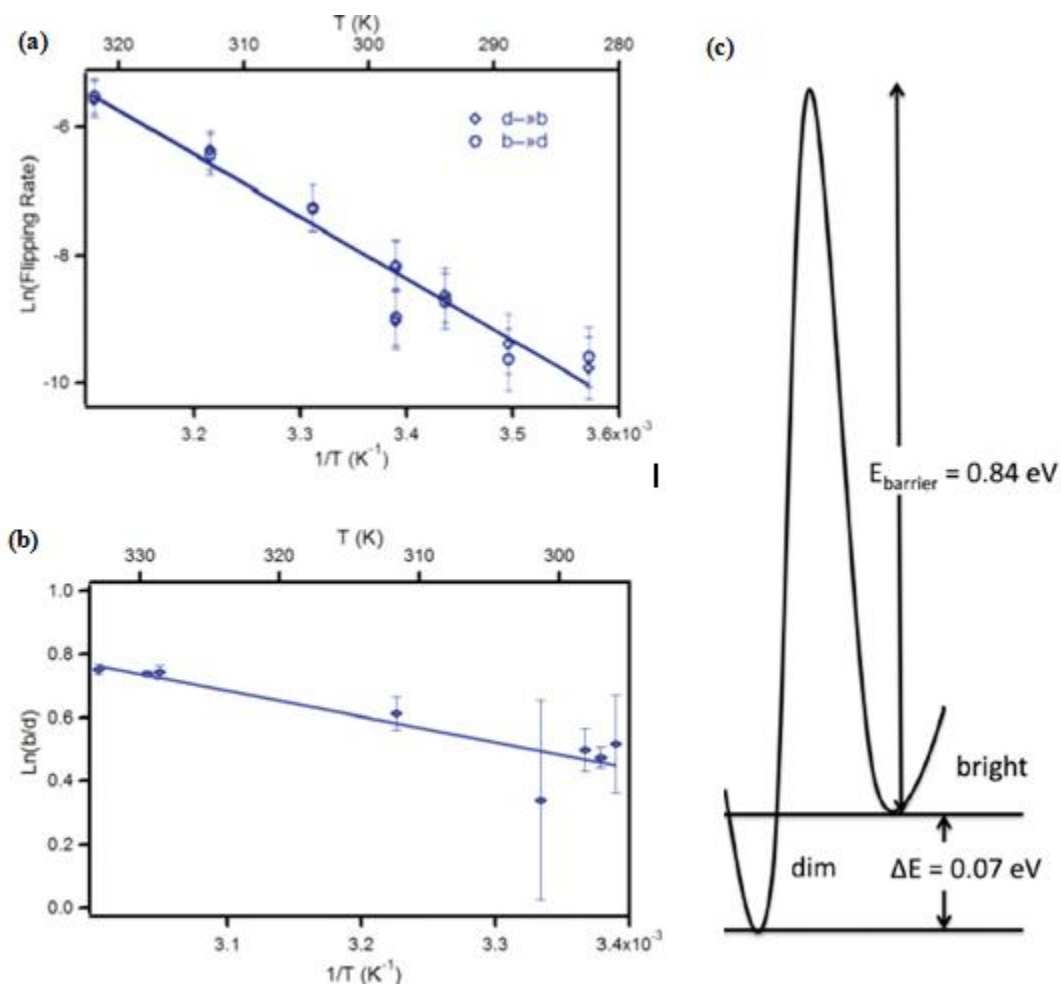 (a)
T (K)
320 310 300 290 280
-6
-8
-10
Ln(Flipping Rate)
d–»b
b–»d
3.2 3.3 3.4 3.5 3.6x10⁻³
1/T (K⁻¹)
(b)
T (K)
330 320 310 300
1.0
0.8
0.6
0.4
0.2
0.0
Ln(b/d)
3.1 3.2 3.3 3.4x10⁻³
1/T (K⁻¹)
(c)
E_barrier = 0.84 eV
bright
dim
ΔE = 0.07 eV